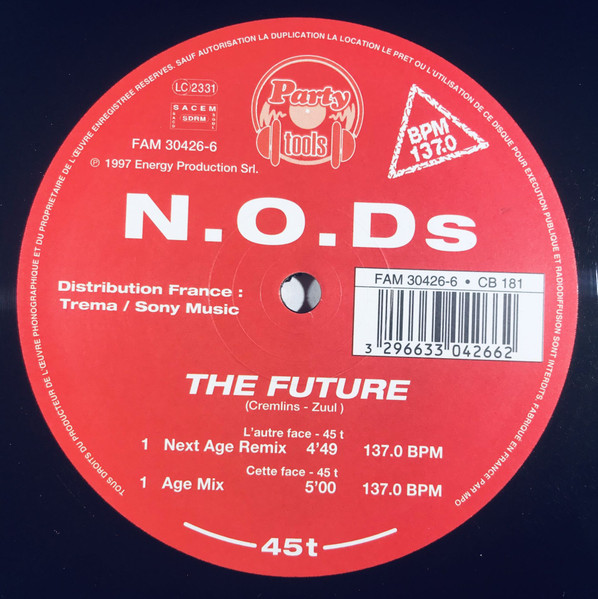 TOUS DROITS DU PRODUCTEUR DE L'ŒUVRE PHONOGRAPHIQUE ET DU PROPRIETAIRE DE L'ŒUVRE ENREGISTREE RESERVES. SAUF AUTORISATION LA DUPLICATION LA LOCATION LE PRET OU L'UTILISATION DE CE DISQUE POUR EXECUTION PUBLIQUE ET RADIODIFFUSION SONT INTERDITS. FABRIQUÉ EN FRANCE PAR MPO
LC 2331
SACEM
SDRM
Party
tools
BPM
137.0
FAM 30426-6
℗ 1997 Energy Production Srl.
N.O.Ds
Distribution France :
Trema / Sony Music
FAM 30426-6 • CB 181
3 296633 042662
THE FUTURE
(Cremlins - Zuul )
L'autre face - 45 t
1 Next Age Remix 4'49 137.0 BPM
Cette face - 45 t
1 Age Mix 5'00 137.0 BPM
45t